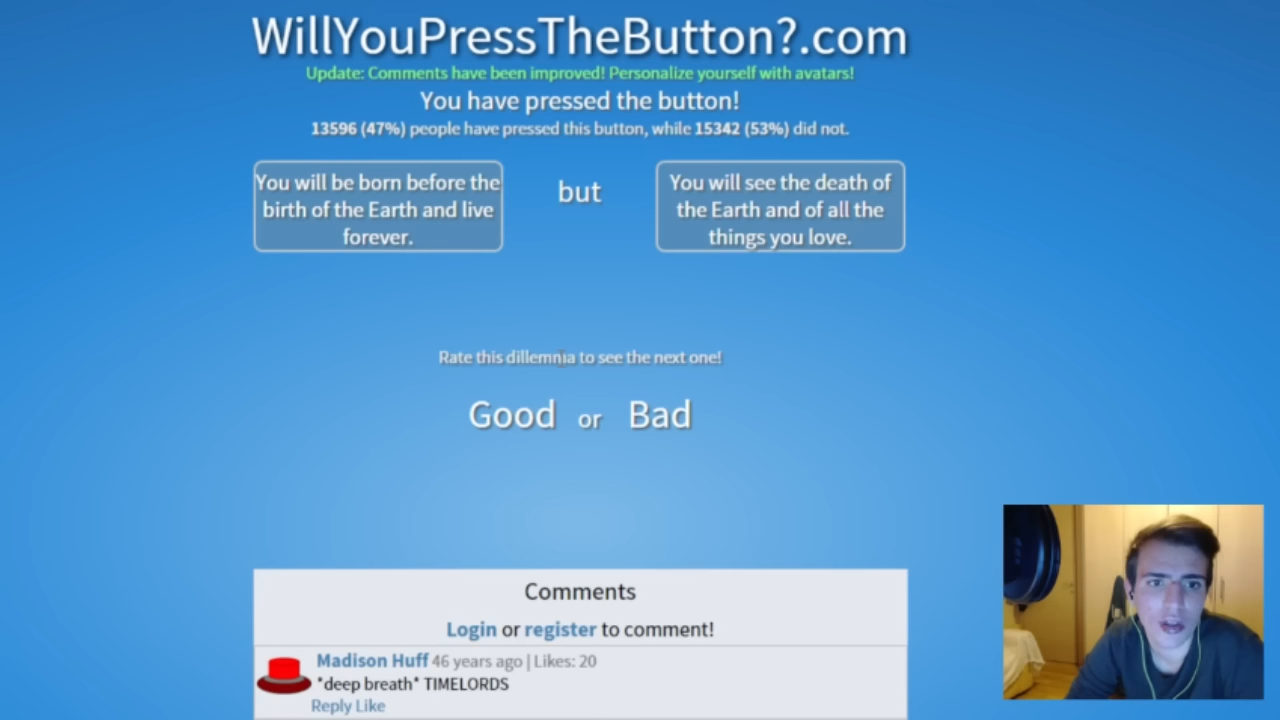 WillYouPressTheButton?.com
Update: Comments have been improved! Personalize yourself with avatars!
You have pressed the button!
13596 (47%) people have pressed this button, while 15342 (53%) did not.
You will be born before the
birth of the Earth and live
forever.
but
You will see the death of
the Earth and of all the
things you love.
Rate this dillemnia to see the next one!
Good or Bad
Comments
Login or register to comment!
Madison Huff 46 years ago | Likes: 20
*deep breath* TIMELORDS
Reply Like